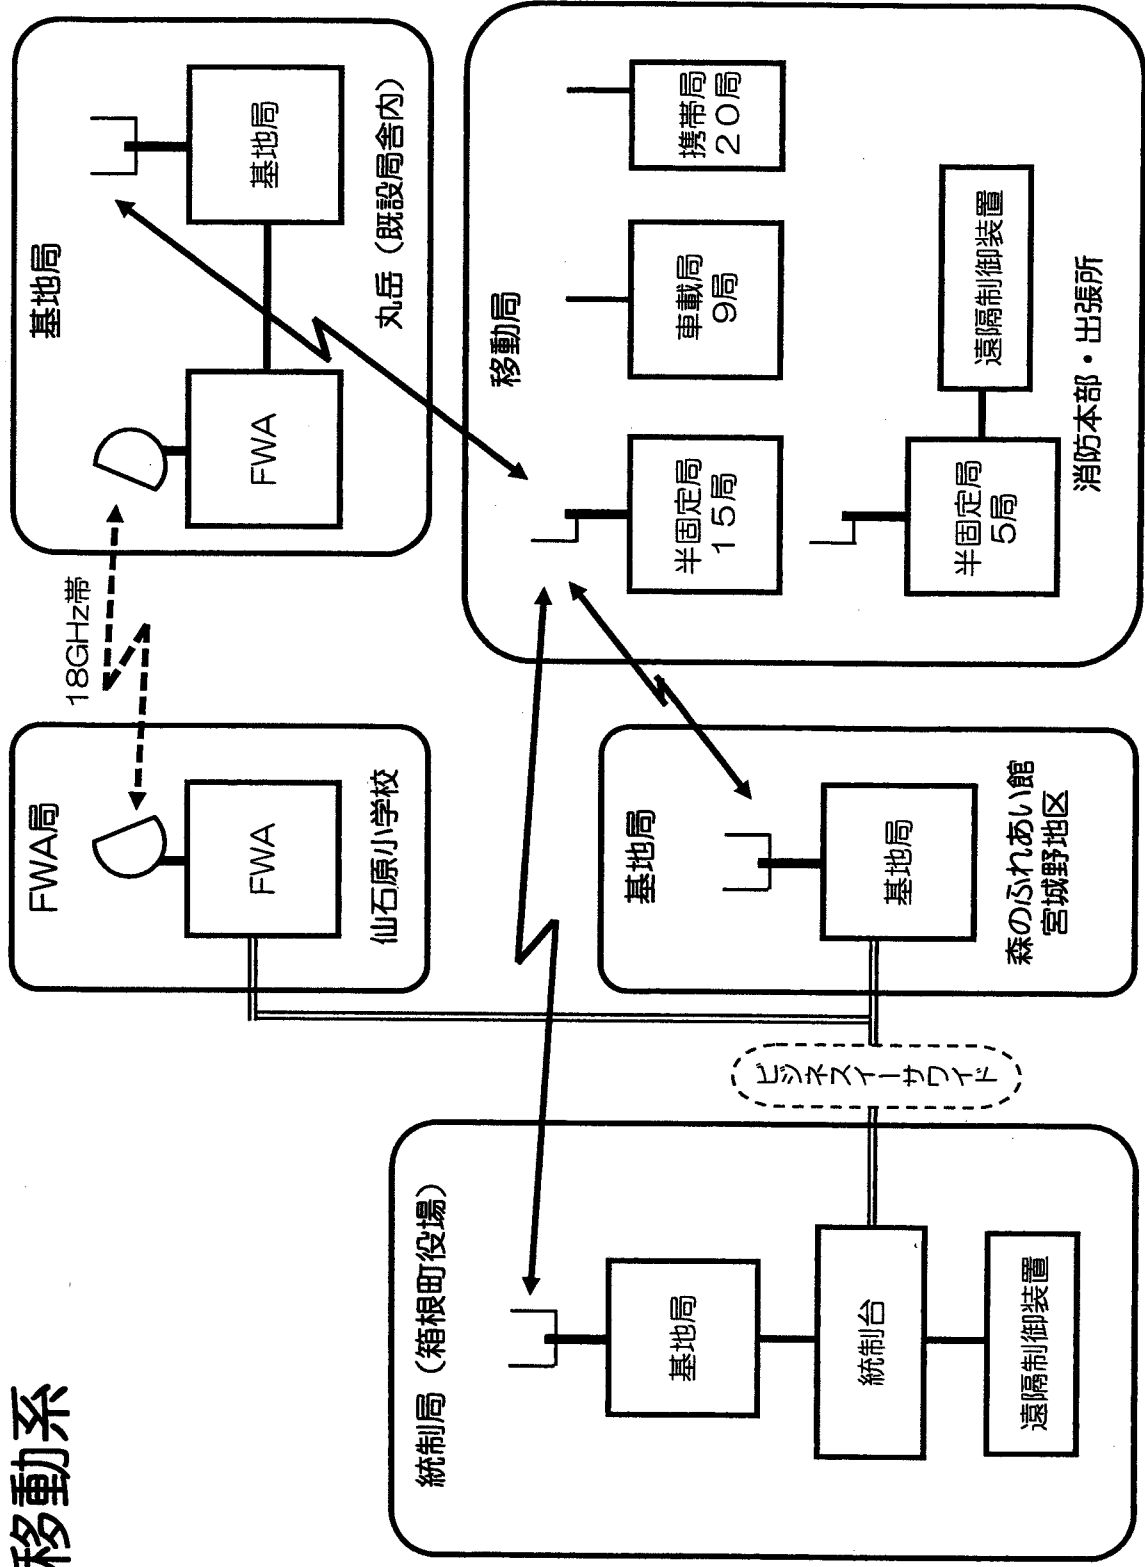 移動系
統制局（箱根町役場）
基地局
統制台
遠隔制御装置
ビジネスイーサワイド
FWA局
FWA
仙石原小学校
18GHz帯
基地局
FWA
基地局
丸岳（既設局舎内）
基地局
基地局
森のふれあい館
宮城野地区
移動局
半固定局
15局
車載局
9局
携帯局
20局
半固定局
5局
遠隔制御装置
消防本部・出張所